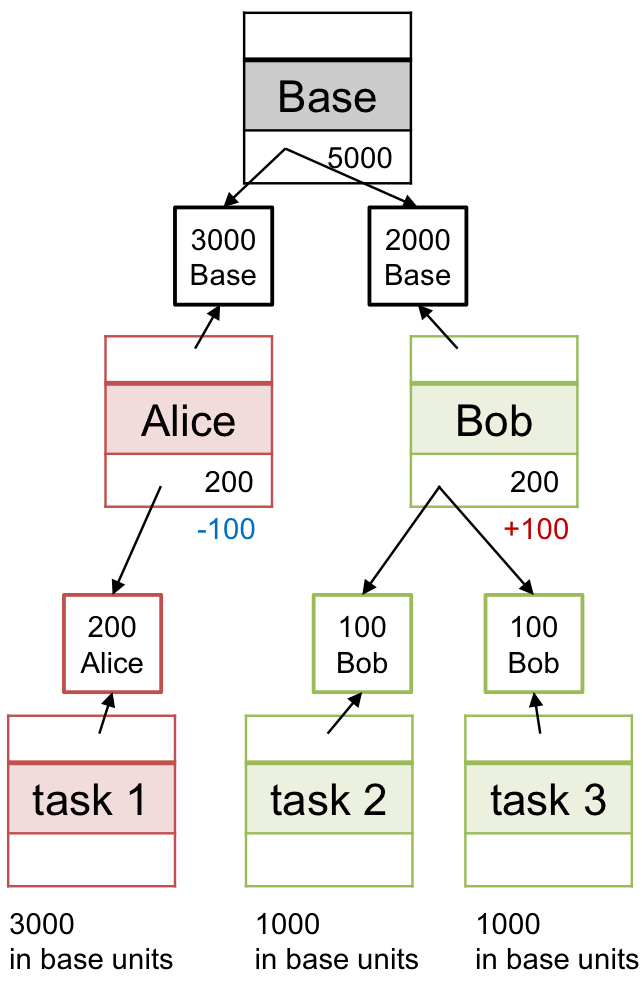 Base
5000
3000
Base
2000
Base
Alice
200
-100
Bob
200
+100
200
Alice
100
Bob
100
Bob
task 1
task 2
task 3
3000
in base units
1000
in base units
1000
in base units